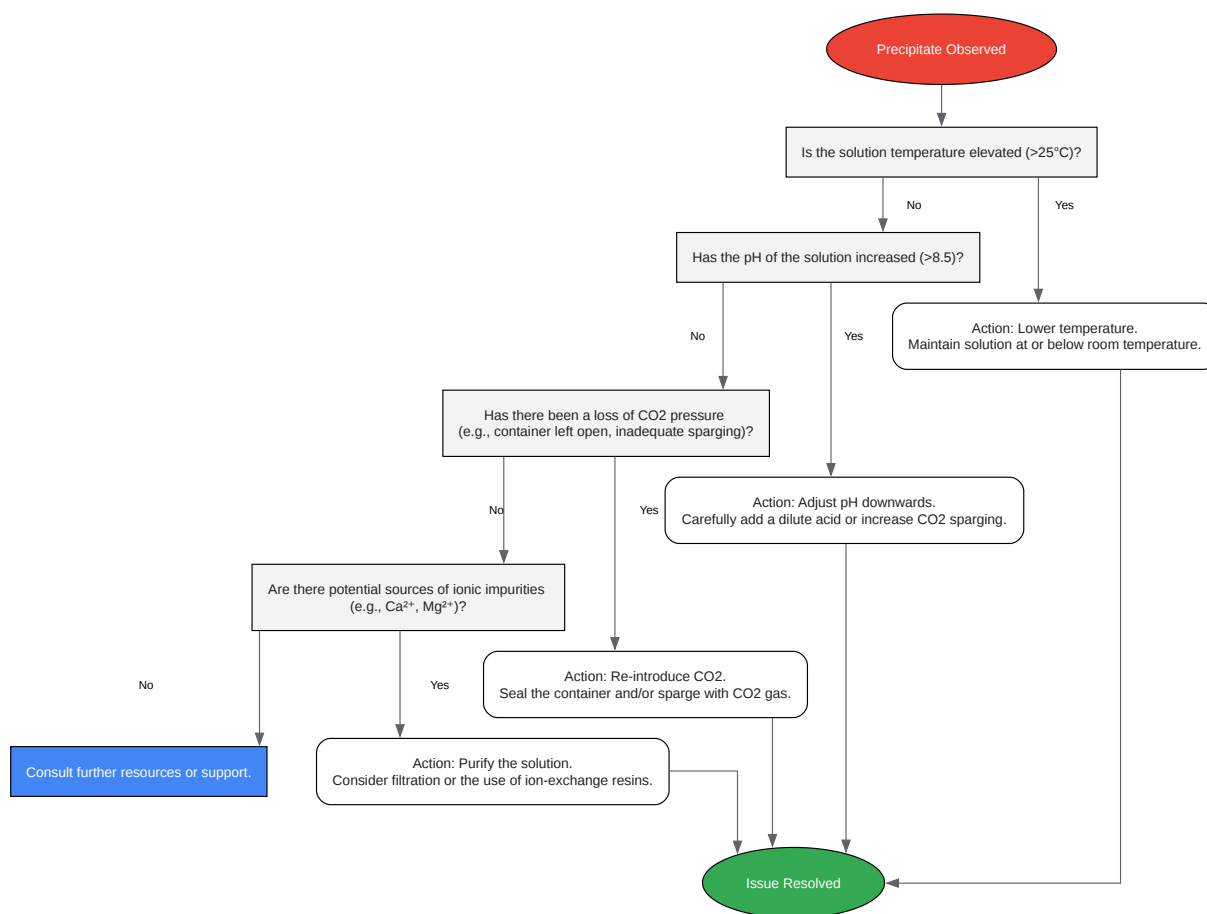 Precipitate Observed
Is the solution temperature elevated (>25°C)?
No
Yes
Has the pH of the solution increased (>8.5)?
Action: Lower temperature.
Maintain solution at or below room temperature.
No
Yes
Has there been a loss of CO2 pressure
(e.g., container left open, inadequate sparging)?
Action: Adjust pH downwards.
Carefully add a dilute acid or increase CO2 sparging.
No
Yes
Are there potential sources of ionic impurities
(e.g., Ca²⁺, Mg²⁺)?
Action: Re-introduce CO2.
Seal the container and/or sparge with CO2 gas.
No
Yes
Consult further resources or support.
Action: Purify the solution.
Consider filtration or the use of ion-exchange resins.
Issue Resolved